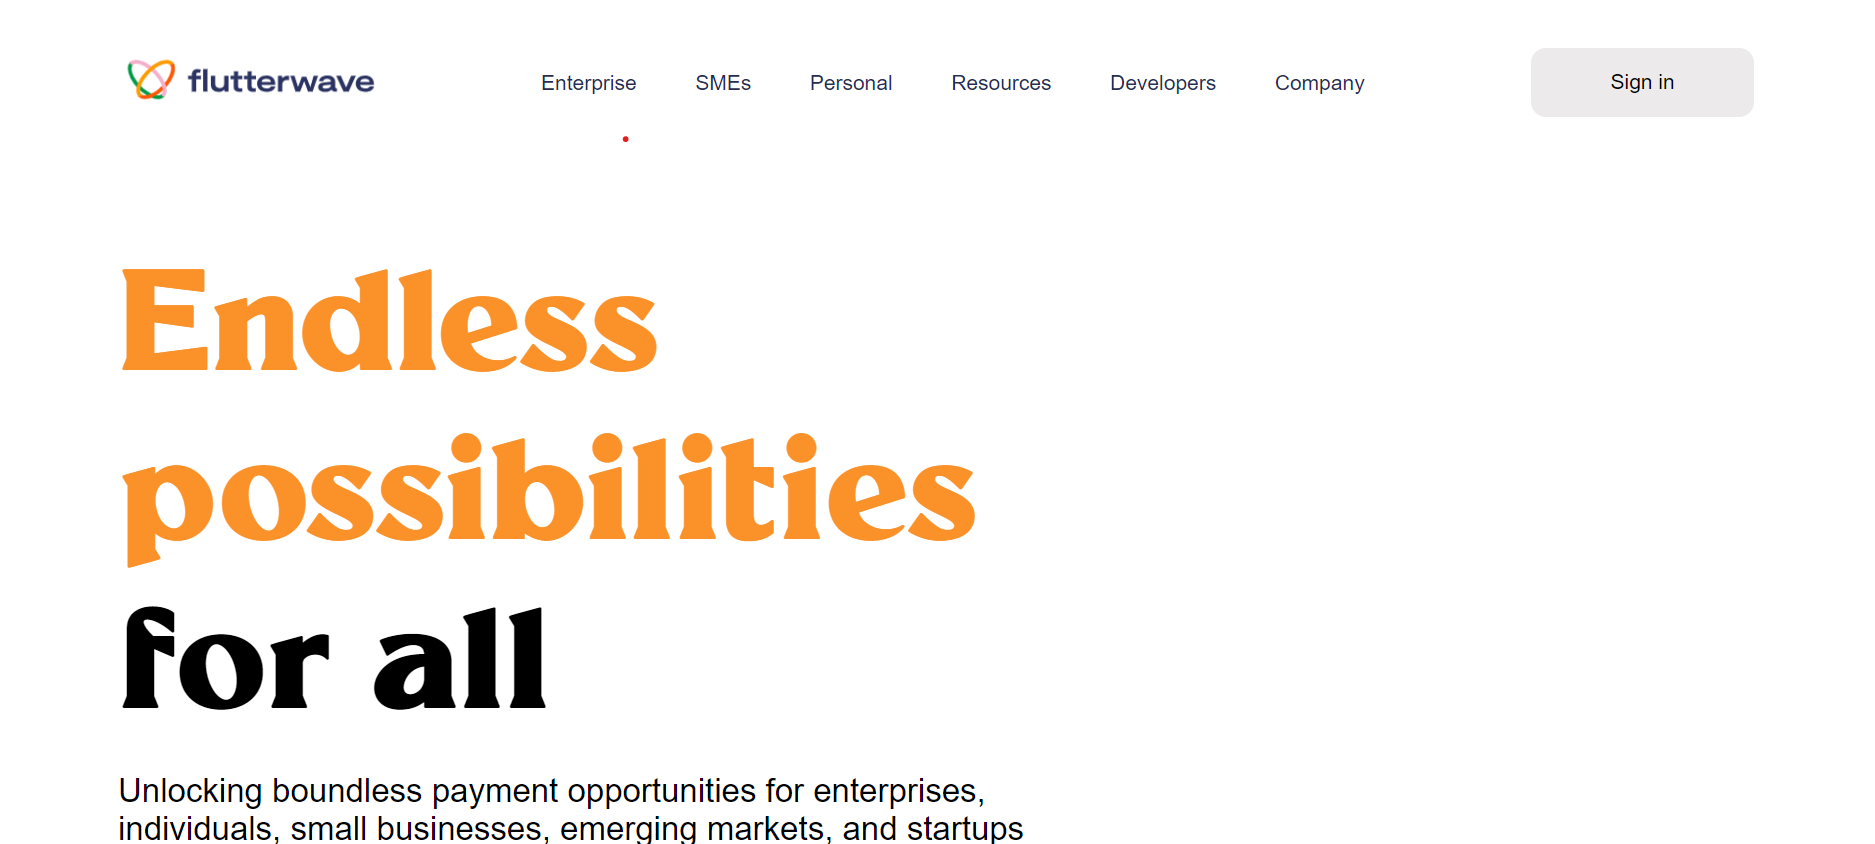 flutterwave
Enterprise SMEs Personal Resources Developers Company
Sign in
Endless
possibilities
for all
Unlocking boundless payment opportunities for enterprises,
individuals, small businesses, emerging markets, and startups